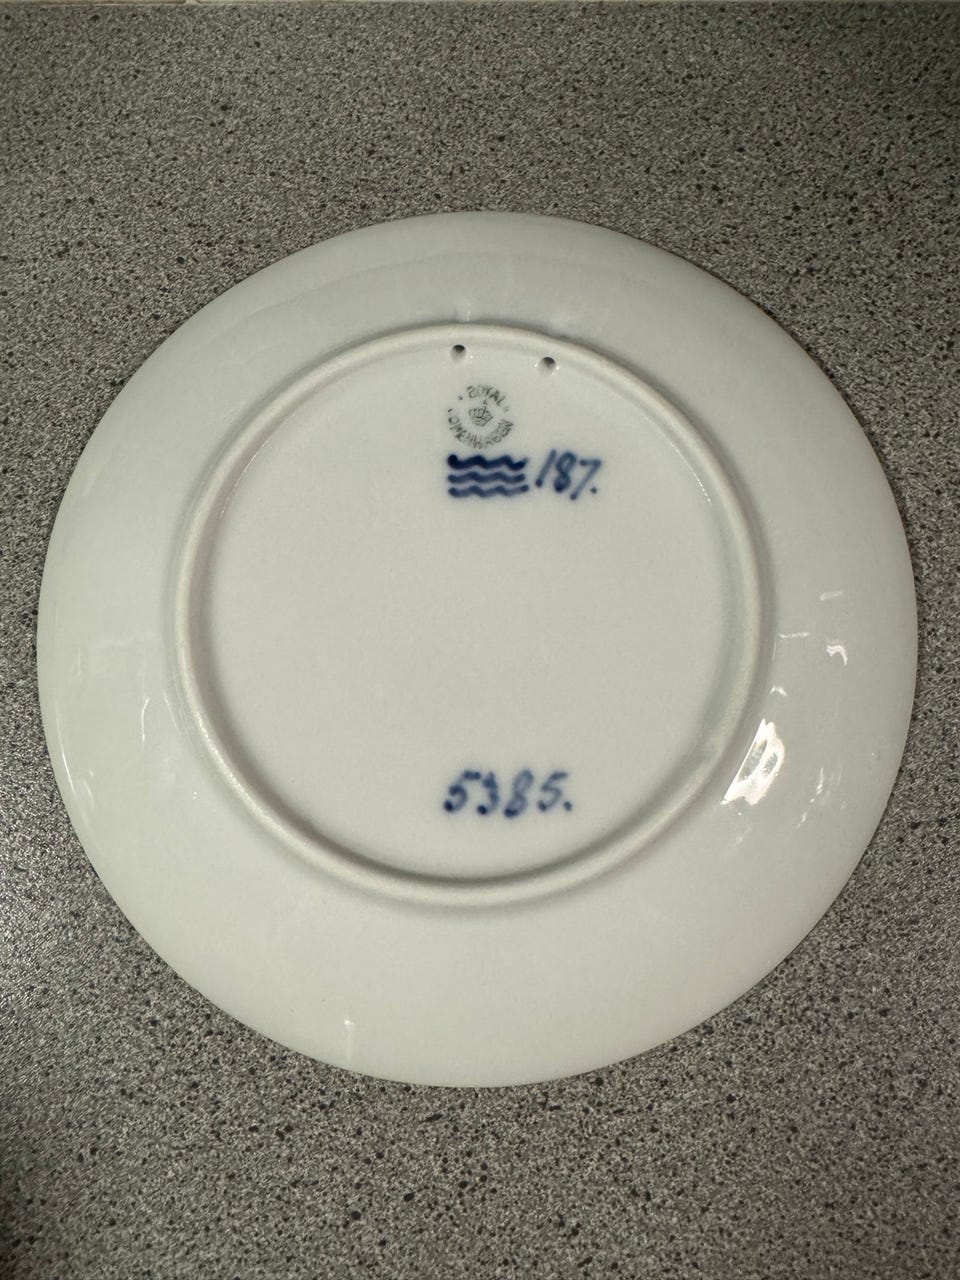 ROYAL
COPENHAGEN
187.
5385.